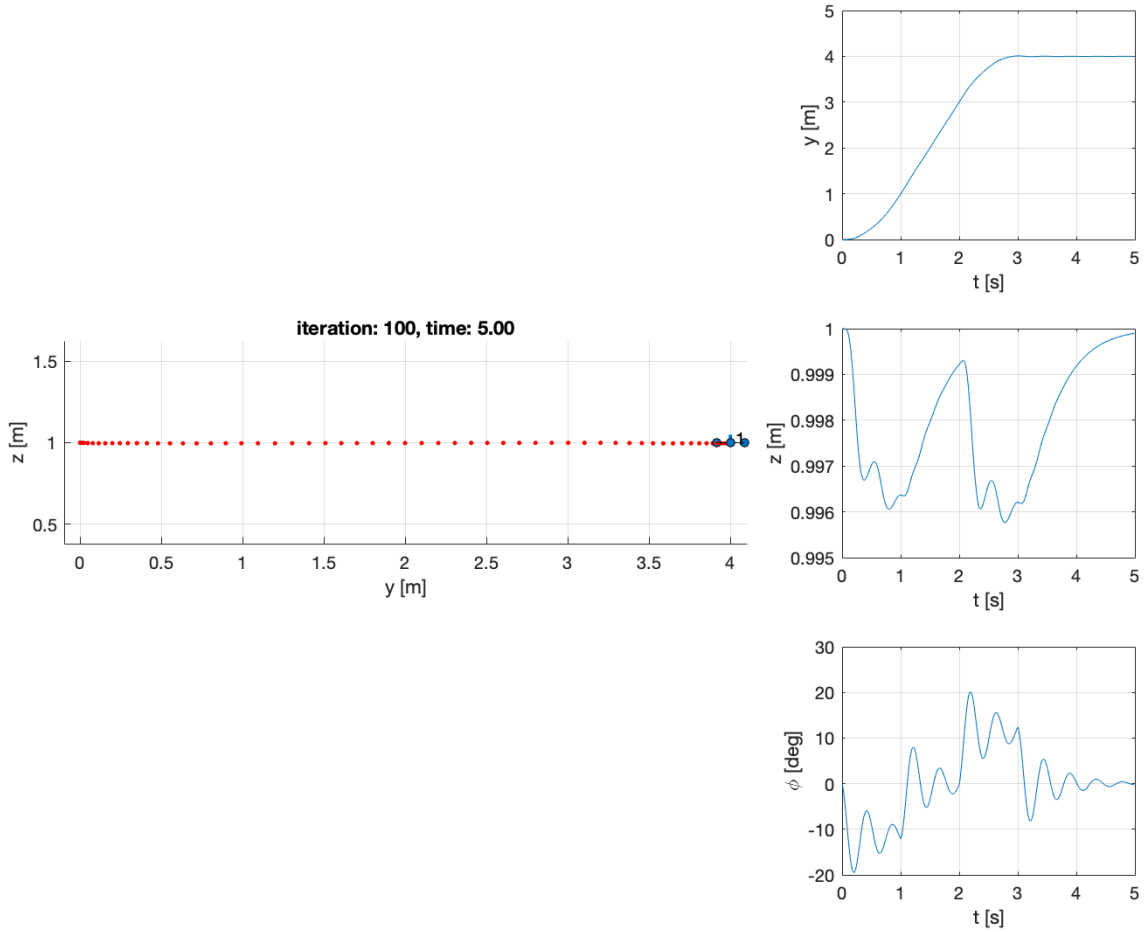 iteration: 100, time: 5.00
1.5
1
0.5
z [m]
0 0.5 1 1.5 2 2.5 3 3.5 4
y [m]
1
5
4
3
2
1
0
y [m]
0 1 2 3 4 5
t [s]
1
0.999
0.998
0.997
0.996
0.995
z [m]
0 1 2 3 4 5
t [s]
30
20
10
0
-10
-20
ϕ [deg]
0 1 2 3 4 5
t [s]